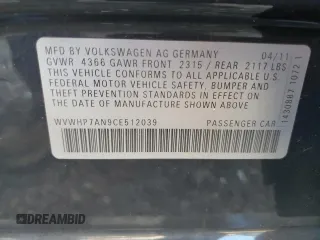 MFD BY VOLKSWAGEN AG GERMANY 04/11
GVWR 4366 GAWR FRONT 2315 / REAR 2117 LBS
THIS VEHICLE CONFORMS TO ALL APPLICABLE
FEDERAL MOTOR VEHICLE SAFETY, BUMPER
AND THEFT PREVENTION STANDARDS IN EFFECT
ON THE DATE OF MANUFACTURE SHOWN ABOVE
WVWHP7AN9CE512039 PASSENGER CAR
© DREAMBID
DREAMBID.COM